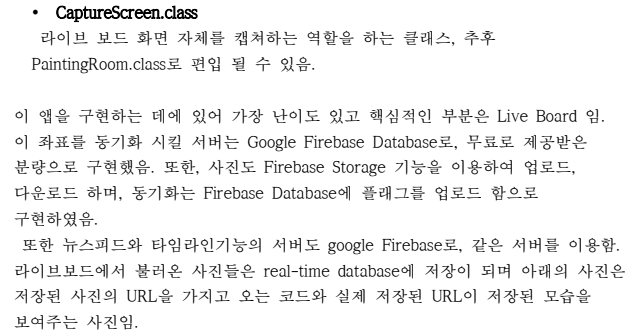 • CaptureScreen.class
라이브 보드 화면 자체를 캡쳐하는 역할을 하는 클래스, 추후
PaintingRoom.class로 편입 될 수 있음.
이 앱을 구현하는 데에 있어 가장 난이도 있고 핵심적인 부분은 Live Board 임.
이 좌표를 동기화 시킬 서버는 Google Firebase Database로, 무료로 제공받은
분량으로 구현했음. 또한, 사진도 Firebase Storage 기능을 이용하여 업로드,
다운로드 하며, 동기화는 Firebase Database에 플래그를 업로드 함으로
구현하였음.
또한 뉴스피드와 타임라인기능의 서버도 google Firebase로, 같은 서버를 이용함.
라이브보드에서 불러온 사진들은 real-time database에 저장이 되며 아래의 사진은
저장된 사진의 URL을 가지고 오는 코드와 실제 저장된 URL이 저장된 모습을
보여주는 사진임.